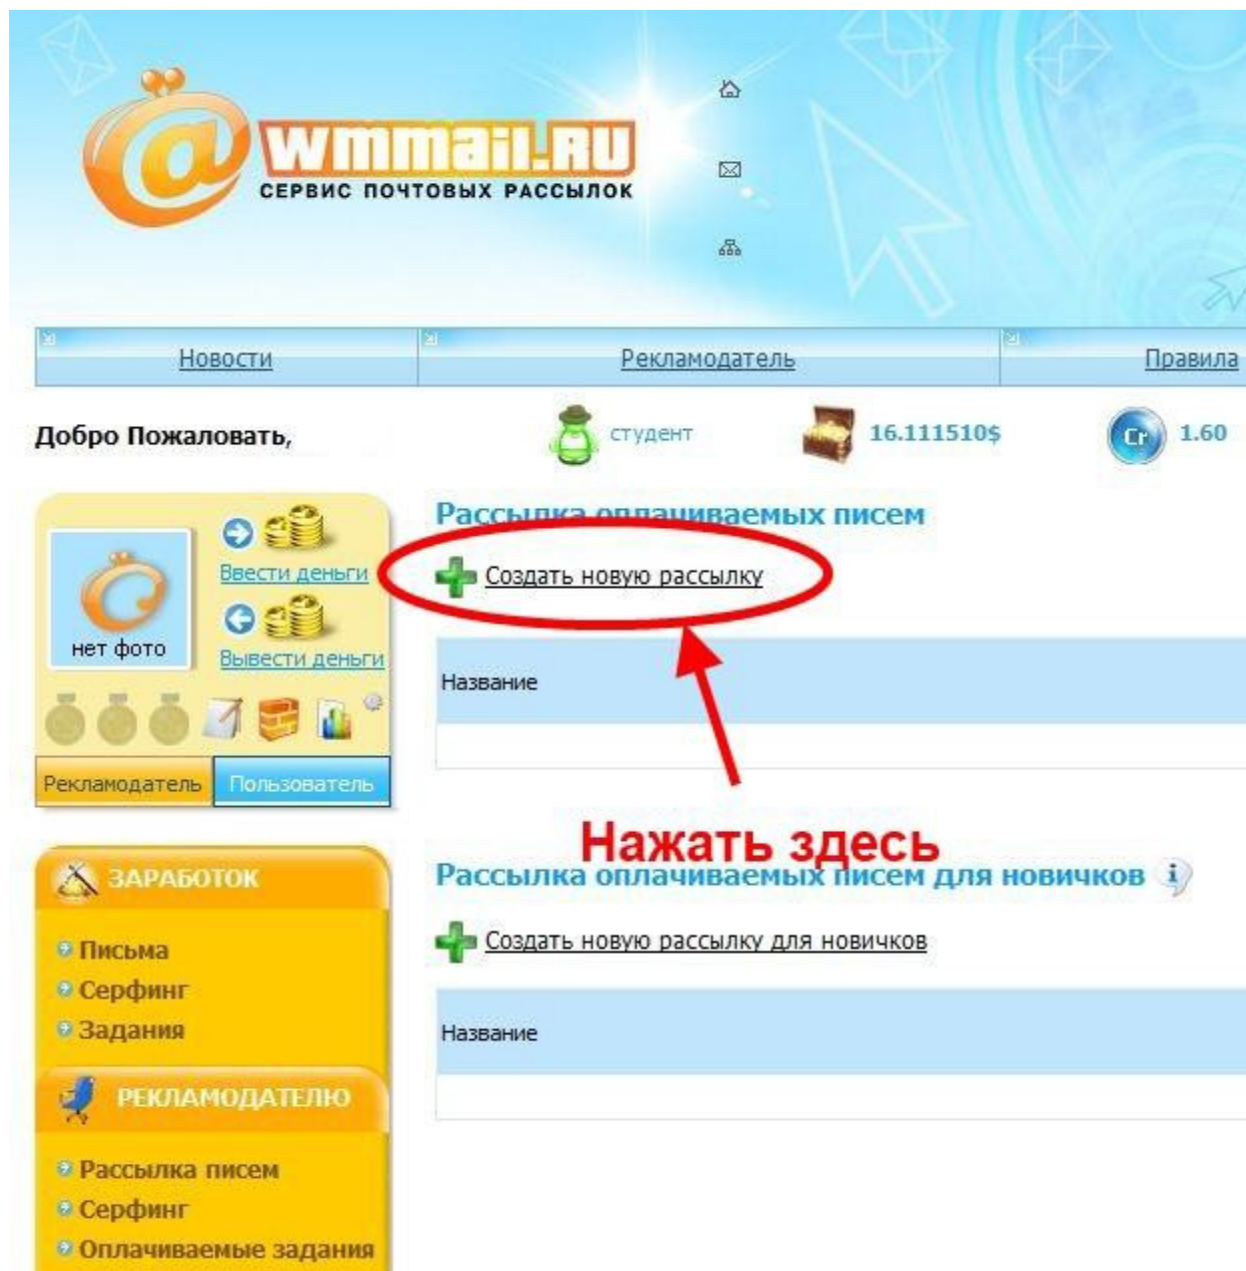 wmmail.RU
СЕРВИС ПОЧТОВЫХ РАССЫЛОК
Новости
Рекламодатель
Правила
Добро Пожаловать,
студент
16.111510$
Cr
1.60
нет фото
Ввести деньги
Вывести деньги
Рекламодатель
Пользователь
Рассылка оплачиваемых писем
Создать новую рассылку
Название
Нажать здесь
Рассылка оплачиваемых писем для новичков
Создать новую рассылку для новичков
Название
ЗАРАБОТОК
Письма
Серфинг
Задания
РЕКЛАМОДАТЕЛЮ
Рассылка писем
Серфинг
Оплачиваемые задания